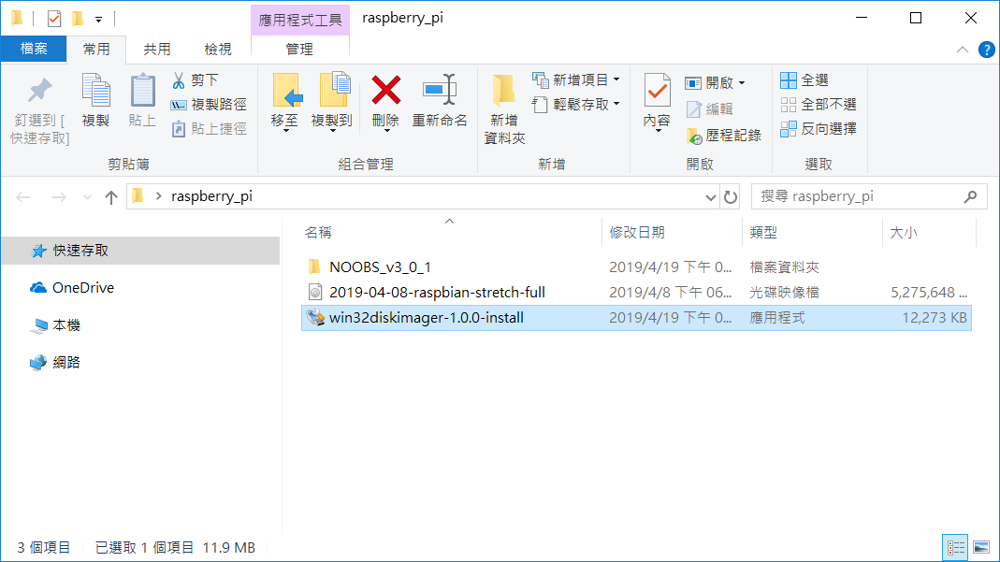 應用程式工具
raspberry_pi
檔案
常用
共用
檢視
管理
釘選到 [
快速存取]
複製
貼上
剪下
複製路徑
貼上捷徑
剪貼簿
移至
複製到
刪除
重新命名
組合管理
新增
資料夾
新增項目
輕鬆存取
新增
內容
開啟
編輯
歷程記錄
開啟
全選
全部不選
反向選擇
選取
raspberry_pi
搜尋 raspberry_pi
快速存取
OneDrive
本機
網路
名稱 修改日期 類型 大小
NOOBS_v3_0_1 2019/4/19 下午 0... 檔案資料夾
2019-04-08-raspbian-stretch-full 2019/4/8 下午 06... 光碟映像檔 5,275,648 ...
win32diskimager-1.0.0-install 2019/4/19 下午 0... 應用程式 12,273 KB
3 個項目 已選取 1 個項目 11.9 MB